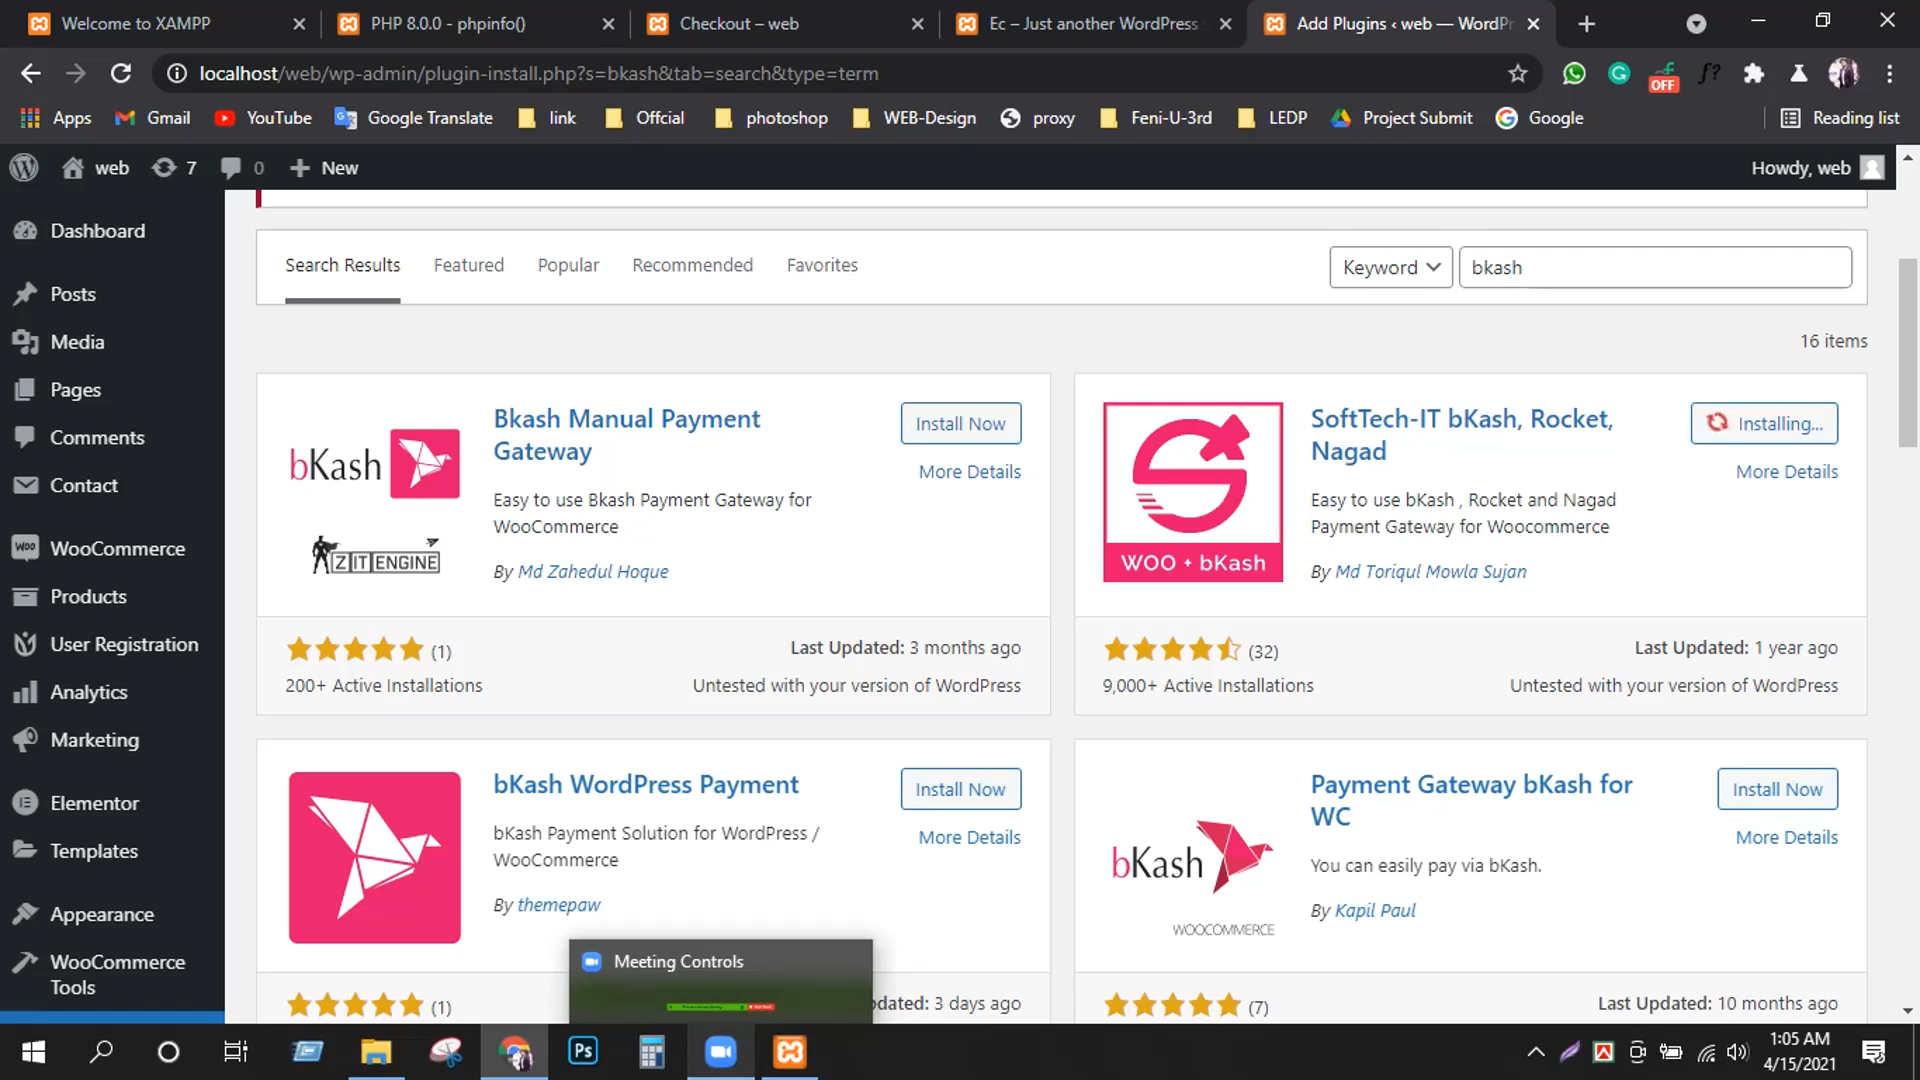 Welcome to XAMPP
PHP 8.0.0 - phpinfo()
Checkout – web
Ec – Just another WordPress
Add Plugins ‹ web — WordPr
localhost/web/wp-admin/plugin-install.php?s=bkash&tab=search&type=term
OFF
f?
Apps
Gmail
YouTube
Google Translate
link
Offcial
photoshop
WEB-Design
proxy
Feni-U-3rd
LEDP
Project Submit
Google
Reading list
web
7
0
New
Howdy, web
Dashboard
Posts
Media
Pages
Comments
Contact
WooCommerce
Products
User Registration
Analytics
Marketing
Elementor
Templates
Appearance
WooCommerce
Tools
Search Results
Featured
Popular
Recommended
Favorites
Keyword
bkash
16 items
bKash
ZITENGINE
Bkash Manual Payment
Gateway
Install Now
More Details
Easy to use Bkash Payment Gateway for
WooCommerce
By Md Zahedul Hoque
(1)
200+ Active Installations
Last Updated: 3 months ago
Untested with your version of WordPress
WOO + bKash
SoftTech-IT bKash, Rocket,
Nagad
Installing...
More Details
Easy to use bKash , Rocket and Nagad
Payment Gateway for Woocommerce
By Md Toriqul Mowla Sujan
(32)
9,000+ Active Installations
Last Updated: 1 year ago
Untested with your version of WordPress
bKash WordPress Payment
Install Now
More Details
bKash Payment Solution for WordPress /
WooCommerce
By themepaw
(1)
dated: 3 days ago
bKash
WOOCOMMERCE
Payment Gateway bKash for
WC
Install Now
More Details
You can easily pay via bKash.
By Kapil Paul
(7)
Last Updated: 10 months ago
Meeting Controls
Ps
1:05 AM
4/15/2021